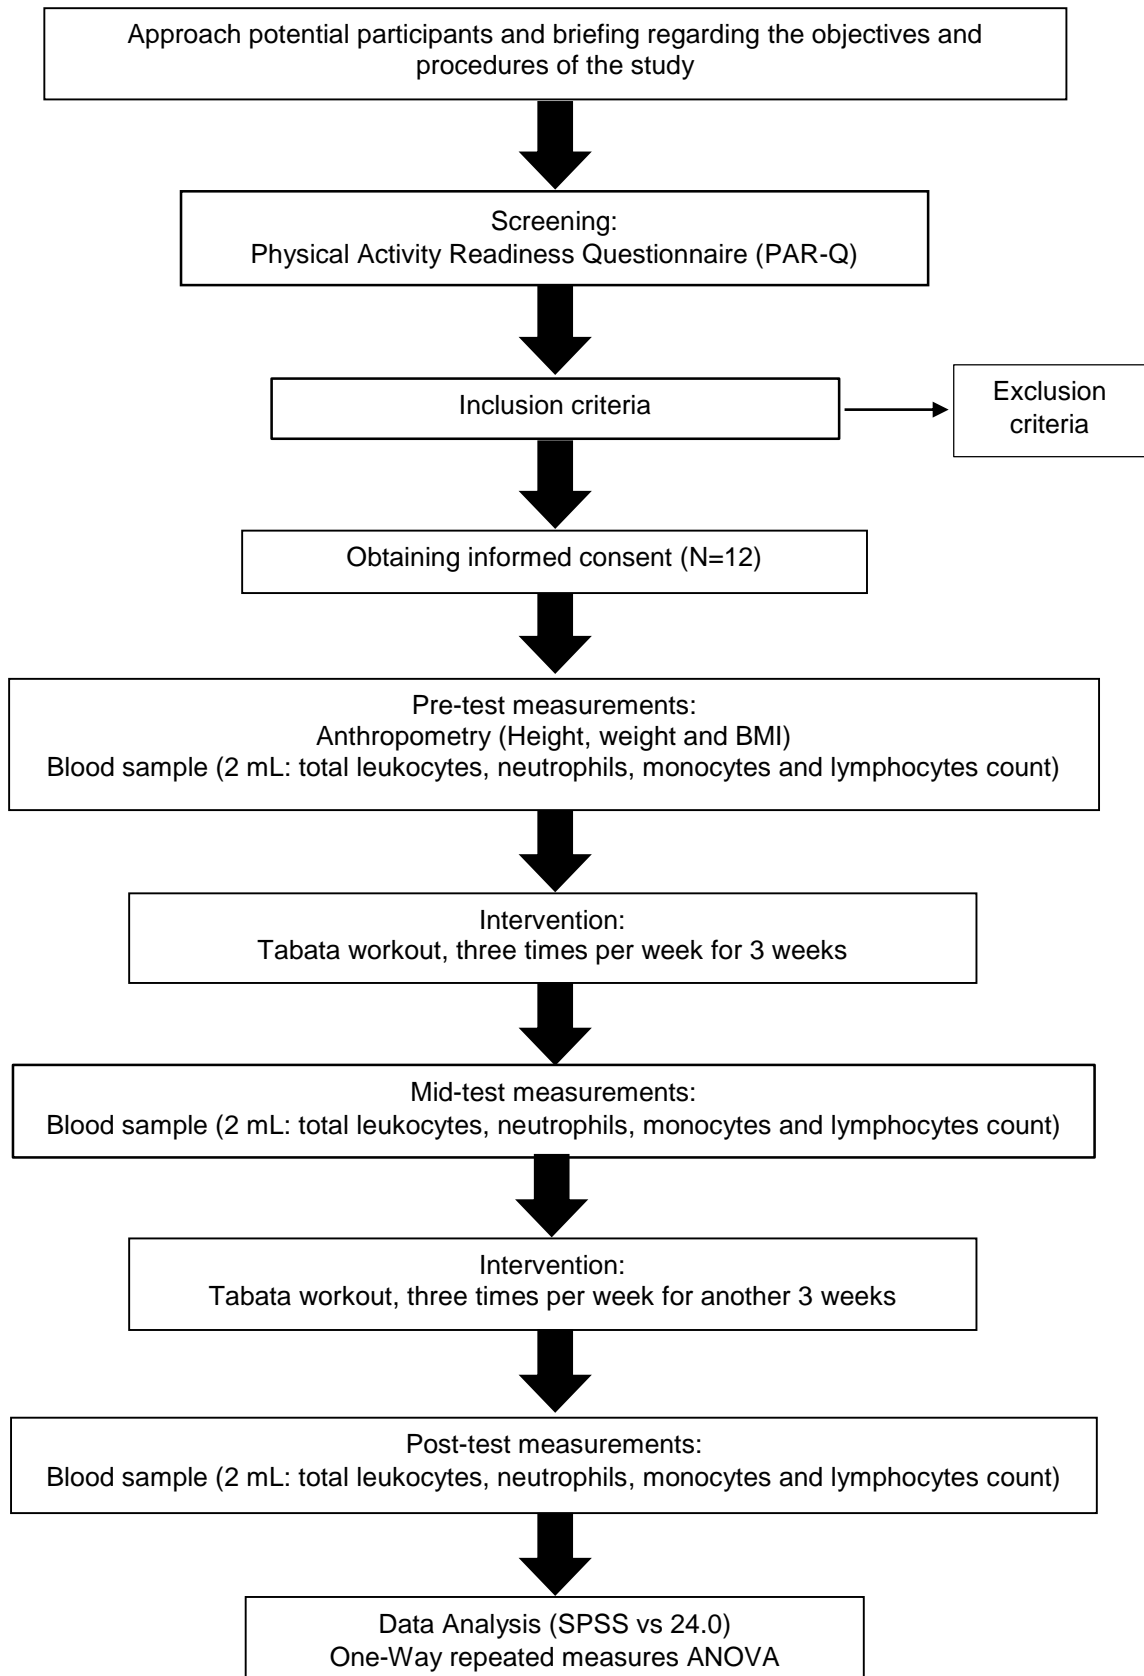 Approach potential participants and briefing regarding the objectives and
procedures of the study
Screening:
Physical Activity Readiness Questionnaire (PAR-Q)
Inclusion criteria
Exclusion
criteria
Obtaining informed consent (N=12)
Pre-test measurements:
Anthropometry (Height, weight and BMI)
Blood sample (2 mL: total leukocytes, neutrophils, monocytes and lymphocytes count)
Intervention:
Tabata workout, three times per week for 3 weeks
Mid-test measurements:
Blood sample (2 mL: total leukocytes, neutrophils, monocytes and lymphocytes count)
Intervention:
Tabata workout, three times per week for another 3 weeks
Post-test measurements:
Blood sample (2 mL: total leukocytes, neutrophils, monocytes and lymphocytes count)
Data Analysis (SPSS vs 24.0)
One-Way repeated measures ANOVA